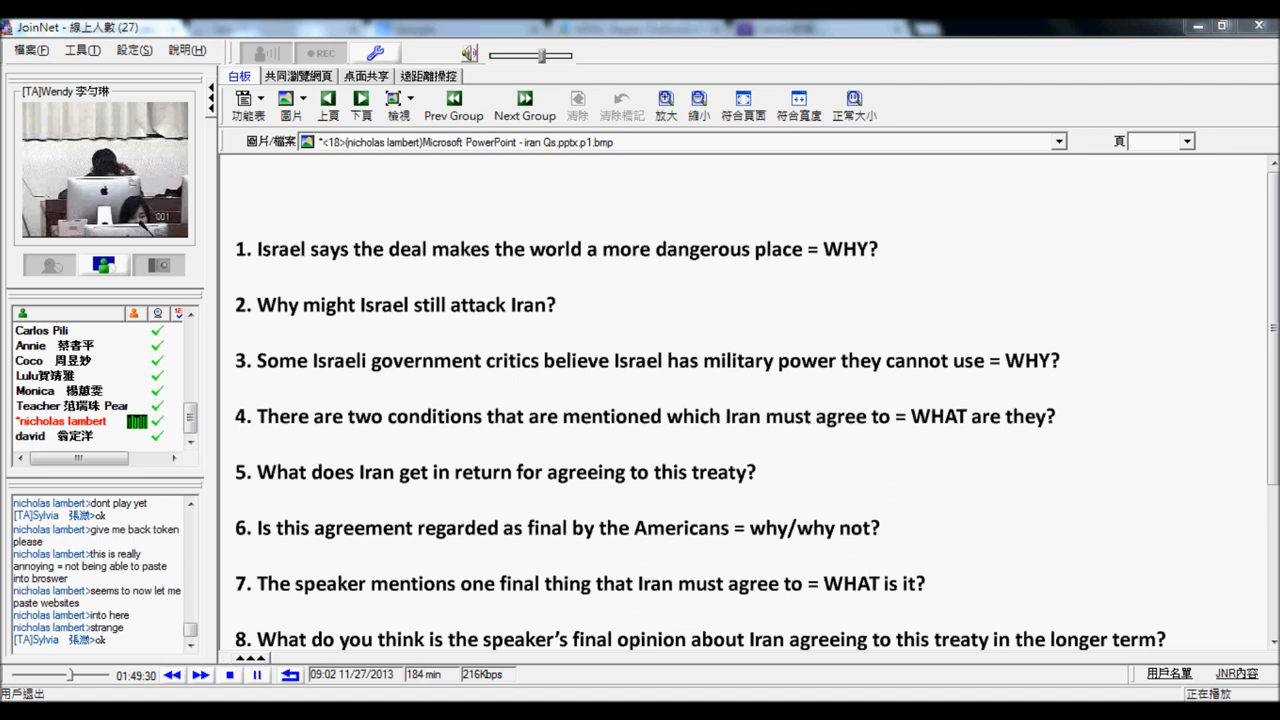 JoinNet - 線上人數 (27)
檔案(F) 工具(T) 設定(S) 說明(H)
REC
[TA]Wendy 李勻琳
001
白板 共同瀏覽網頁 桌面共享 遠距離操控
功能表 圖片 上頁 下頁 檢視 Prev Group Next Group 清除 清除標記 放大 縮小 符合頁面 符合寬度 正常大小
圖片/檔案 *<18>(nicholas lambert)Microsoft PowerPoint - iran Qs.pptx.p1.bmp 頁
1. Israel says the deal makes the world a more dangerous place = WHY?
2. Why might Israel still attack Iran?
3. Some Israeli government critics believe Israel has military power they cannot use = WHY?
4. There are two conditions that are mentioned which Iran must agree to = WHAT are they?
5. What does Iran get in return for agreeing to this treaty?
6. Is this agreement regarded as final by the Americans = why/why not?
7. The speaker mentions one final thing that Iran must agree to = WHAT is it?
8. What do you think is the speaker's final opinion about Iran agreeing to this treaty in the longer term?
Carlos Pili
Annie 蔡書平
Coco 周昱妙
Lulu賀靖雅
Monica 楊蕙雯
Teacher 范瑞珠 Pear
*nicholas lambert
david 翁定洋
nicholas lambert>dont play yet
[TA]Sylvia >ok
nicholas lambert>give me back token
please
nicholas lambert>this is really
annoying = not being able to paste
into broswer
nicholas lambert>seems to now let me
paste websites
nicholas lambert>into here
nicholas lambert>strange
[TA]Sylvia >ok
01:49:30 09:02 11/27/2013 184 min 216Kbps 用戶名單 JNR內容
用戶退出 正在播放